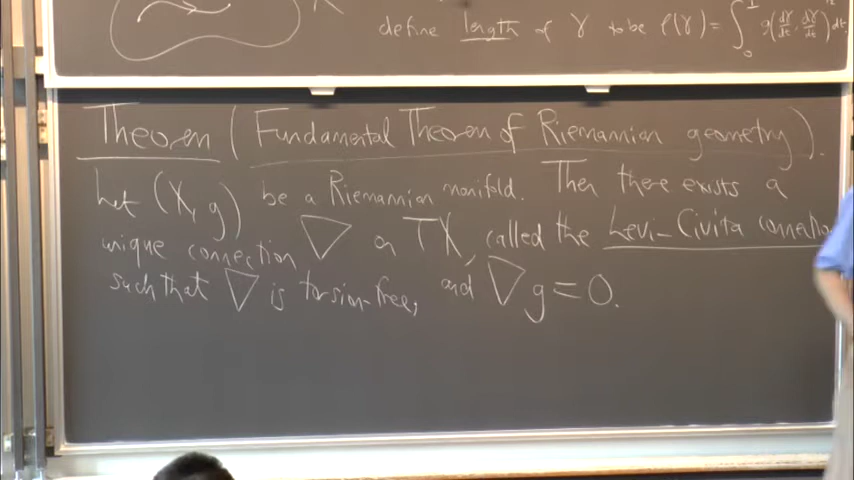 define length of γ to be ℓ(γ) = ∫₀¹ g(dγ/dt, dγ/dt)^{1/2} dt.
Theorem (Fundamental Theorem of Riemannian geometry).
Let (X, g) be a Riemannian manifold. Then there exists a
unique connection ∇ on TX, called the Levi-Civita connection
such that ∇ is torsion-free, and ∇g = 0.